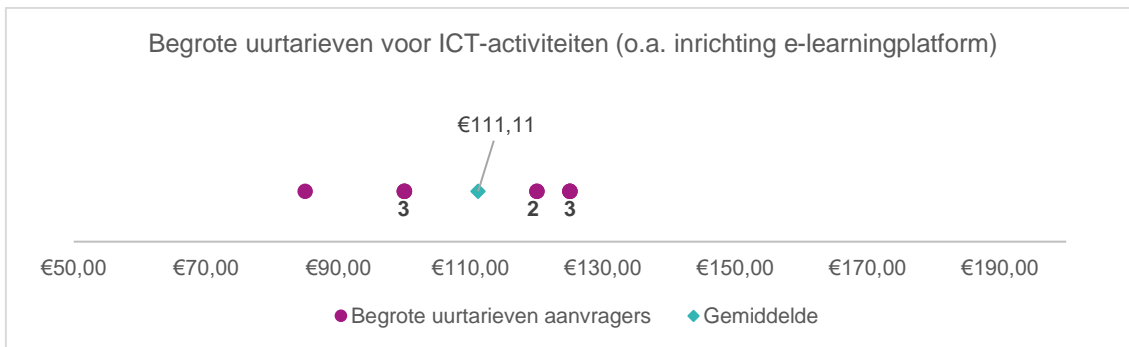 Begrote uurtarieven voor ICT-activiteiten (o.a. inrichting e-learningplatform)
€111,11
3 2 3
€50,00 €70,00 €90,00 €110,00 €130,00 €150,00 €170,00 €190,00
Begrote uurtarieven aanvragers Gemiddelde